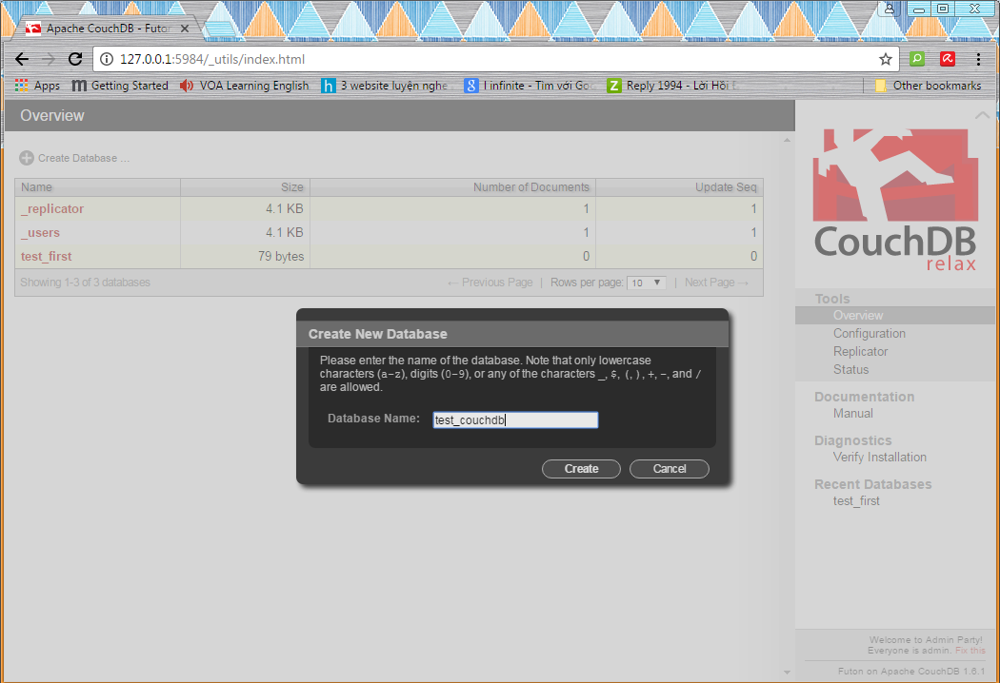 Apache CouchDB - Futon
127.0.0.1:5984/_utils/index.html
Apps Getting Started VOA Learning English 3 website luyện nghe I infinite - Tìm với Goo Reply 1994 - Lời Hồi Đ Other bookmarks
Overview
Create Database ...
Name Size Number of Documents Update Seq
_replicator 4.1 KB 1 1
_users 4.1 KB 1 1
test_first 79 bytes 0 0
Showing 1-3 of 3 databases ← Previous Page | Rows per page: 10 | Next Page →
Create New Database
Please enter the name of the database. Note that only lowercase
characters (a-z), digits (0-9), or any of the characters _, $, (, ), +, -, and /
are allowed.
Database Name: test_couchdb
Create Cancel
CouchDB
relax
Tools
Overview
Configuration
Replicator
Status
Documentation
Manual
Diagnostics
Verify Installation
Recent Databases
test_first
Welcome to Admin Party!
Everyone is admin. Fix this
Futon on Apache CouchDB 1.6.1